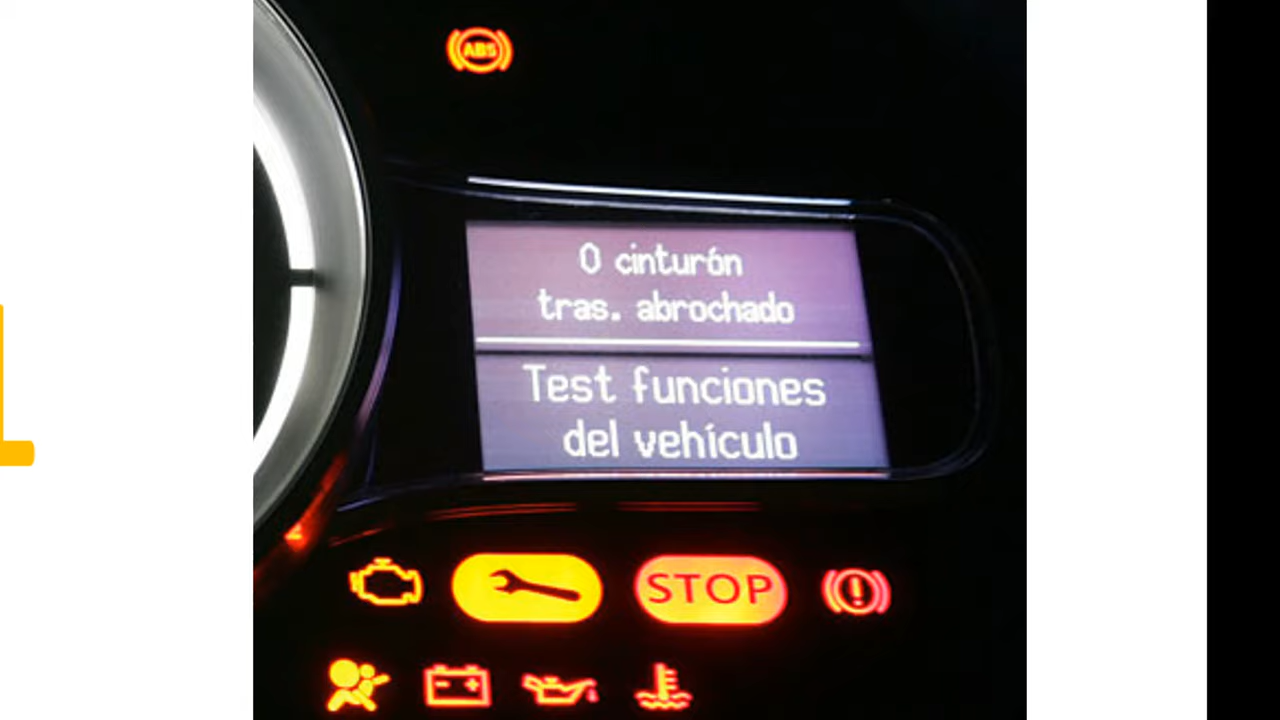 ABS
0 cinturón
tras. abrochado
Test funciones
del vehículo
STOP